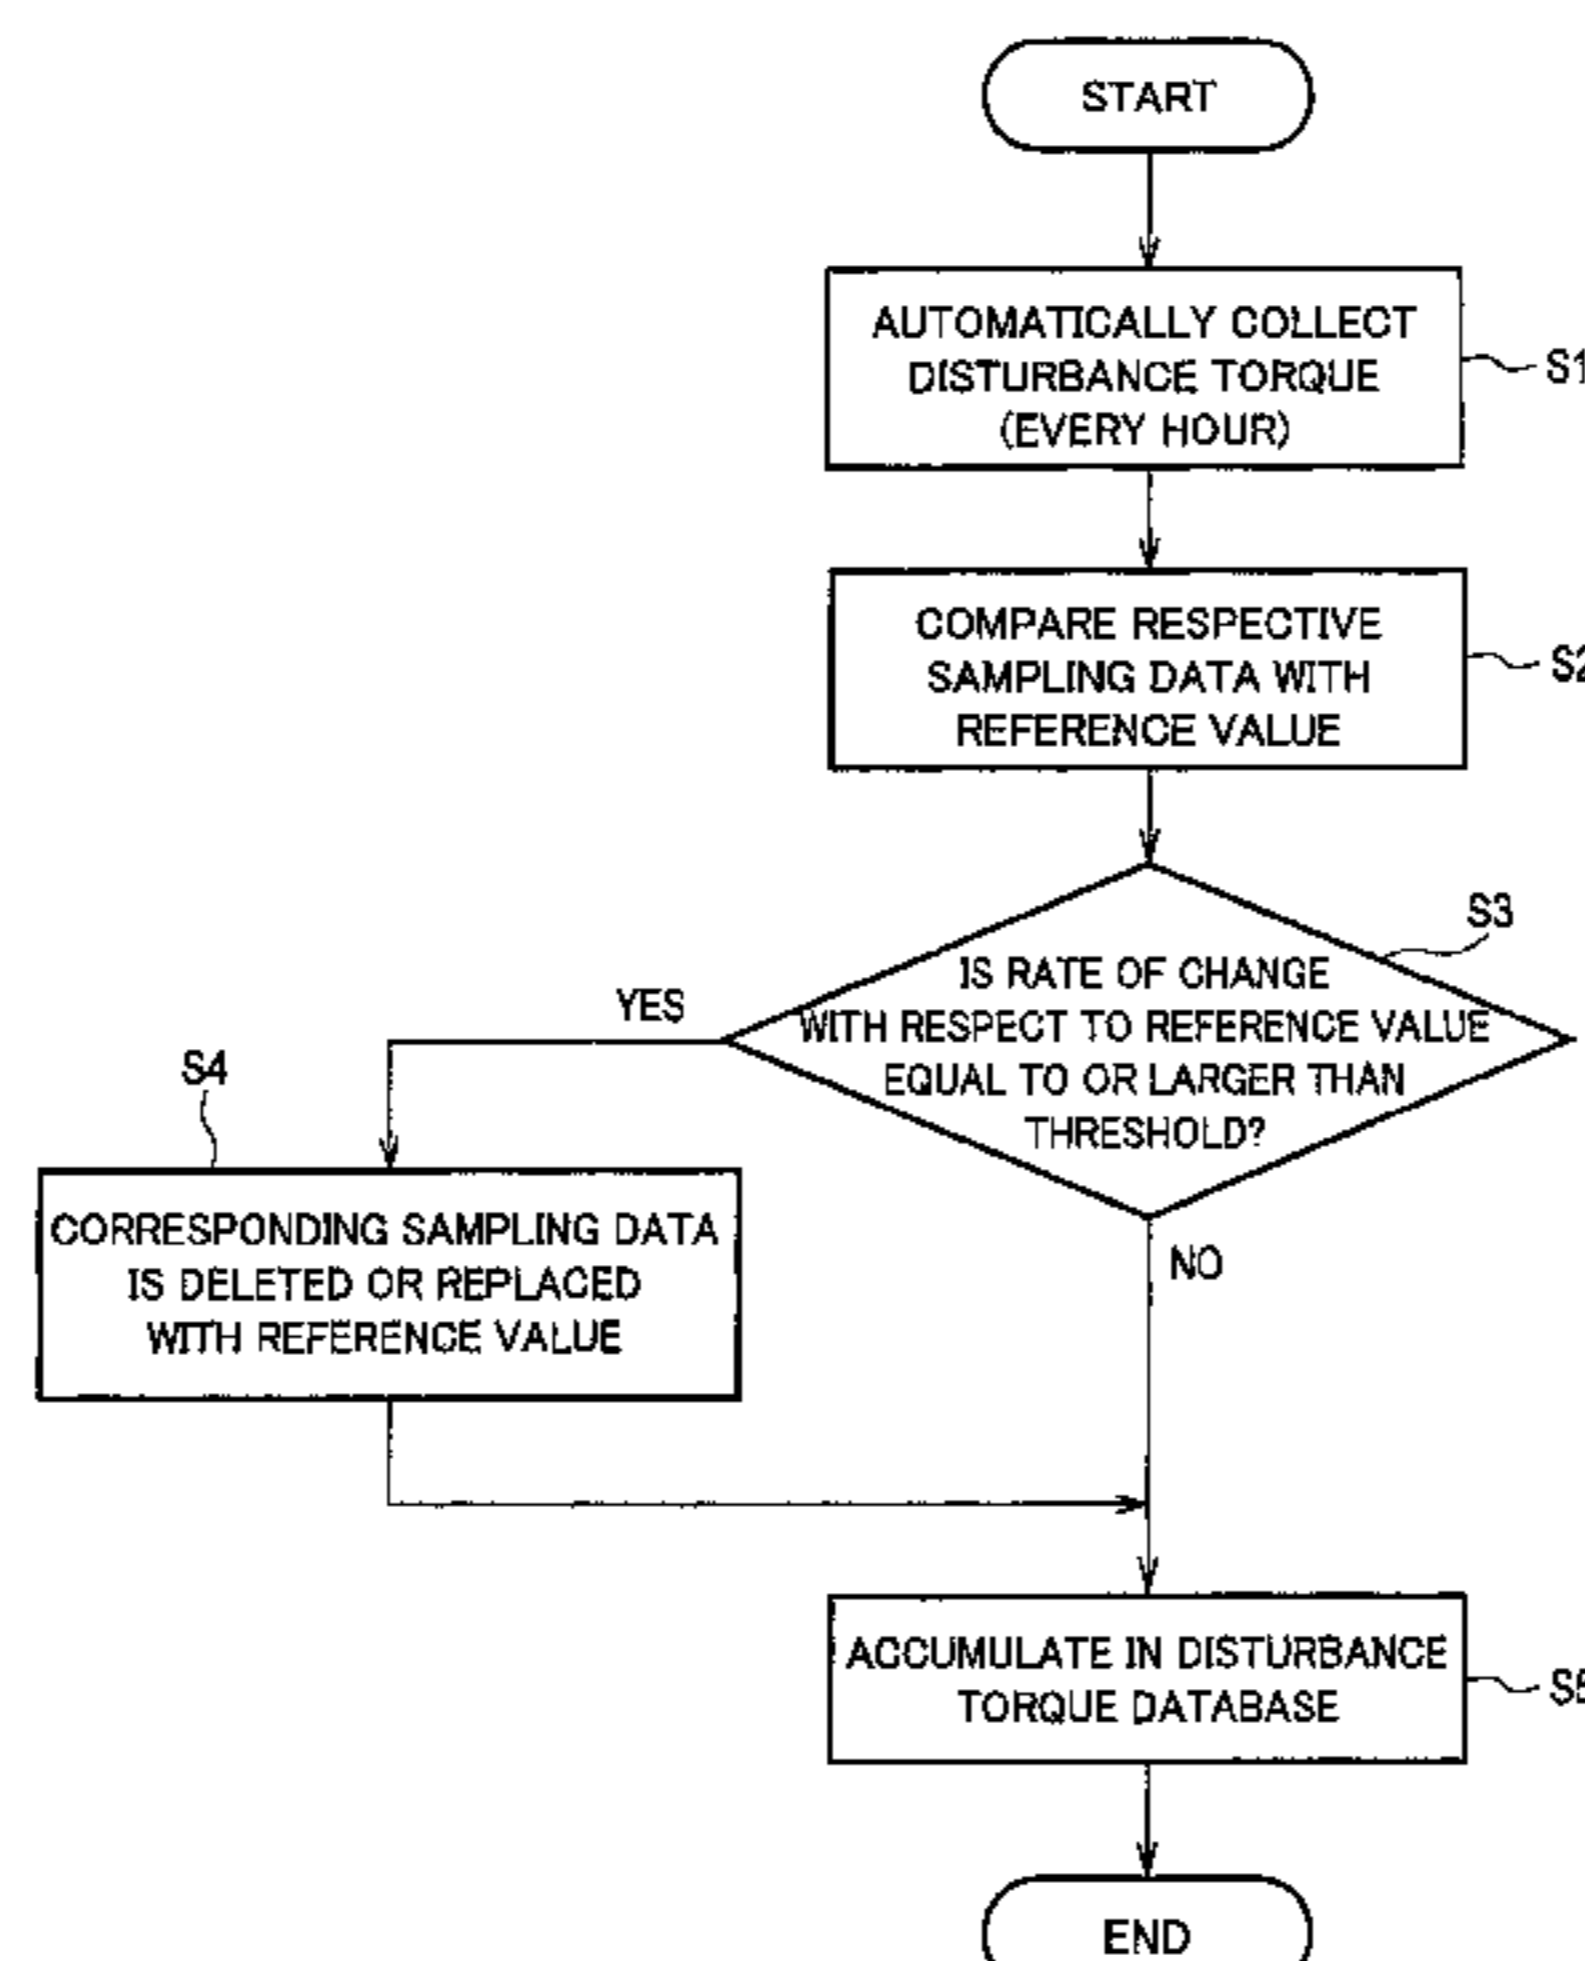 START
AUTOMATICALLY COLLECT
DISTURBANCE TORQUE
(EVERY HOUR)
S1
COMPARE RESPECTIVE
SAMPLING DATA WITH
REFERENCE VALUE
S2
S3
IS RATE OF CHANGE
WITH RESPECT TO REFERENCE VALUE
EQUAL TO OR LARGER THAN
THRESHOLD?
YES
S4
CORRESPONDING SAMPLING DATA
IS DELETED OR REPLACED
WITH REFERENCE VALUE
NO
ACCUMULATE IN DISTURBANCE
TORQUE DATABASE
S5
END